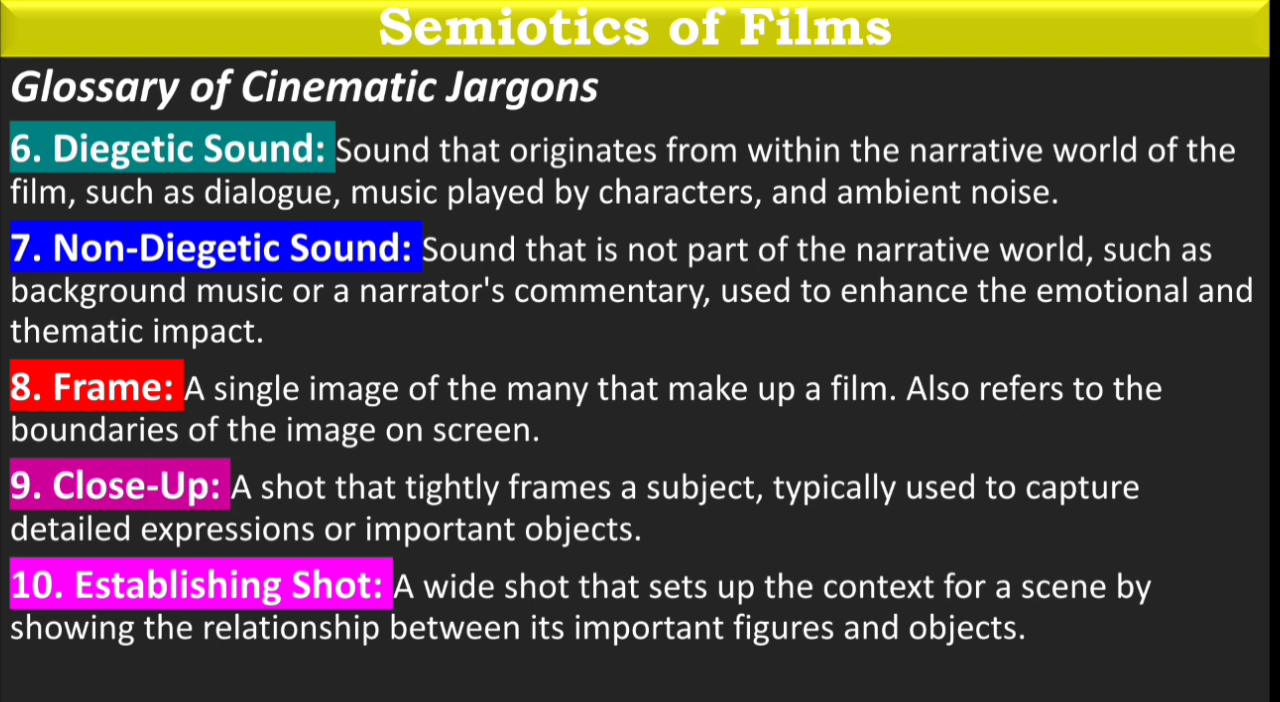 Semiotics of Films
Glossary of Cinematic Jargons
6. Diegetic Sound: Sound that originates from within the narrative world of the
film, such as dialogue, music played by characters, and ambient noise.
7. Non-Diegetic Sound: Sound that is not part of the narrative world, such as
background music or a narrator's commentary, used to enhance the emotional and
thematic impact.
8. Frame: A single image of the many that make up a film. Also refers to the
boundaries of the image on screen.
9. Close-Up: A shot that tightly frames a subject, typically used to capture
detailed expressions or important objects.
10. Establishing Shot: A wide shot that sets up the context for a scene by
showing the relationship between its important figures and objects.